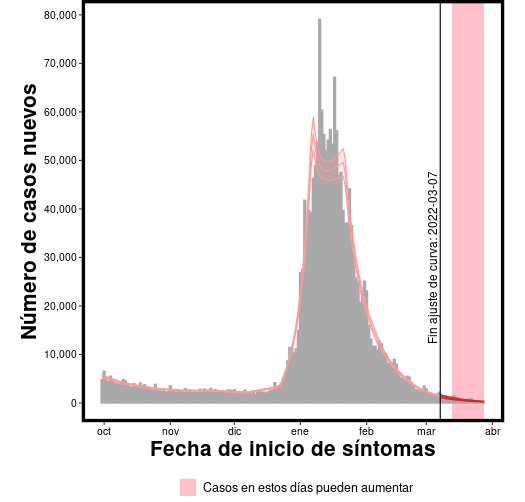 80,000
70,000
60,000
50,000
40,000
30,000
20,000
10,000
0
Número de casos nuevos
Fin ajuste de curva: 2022-03-07
oct nov dic ene feb mar abr
Fecha de inicio de síntomas
Casos en estos días pueden aumentar